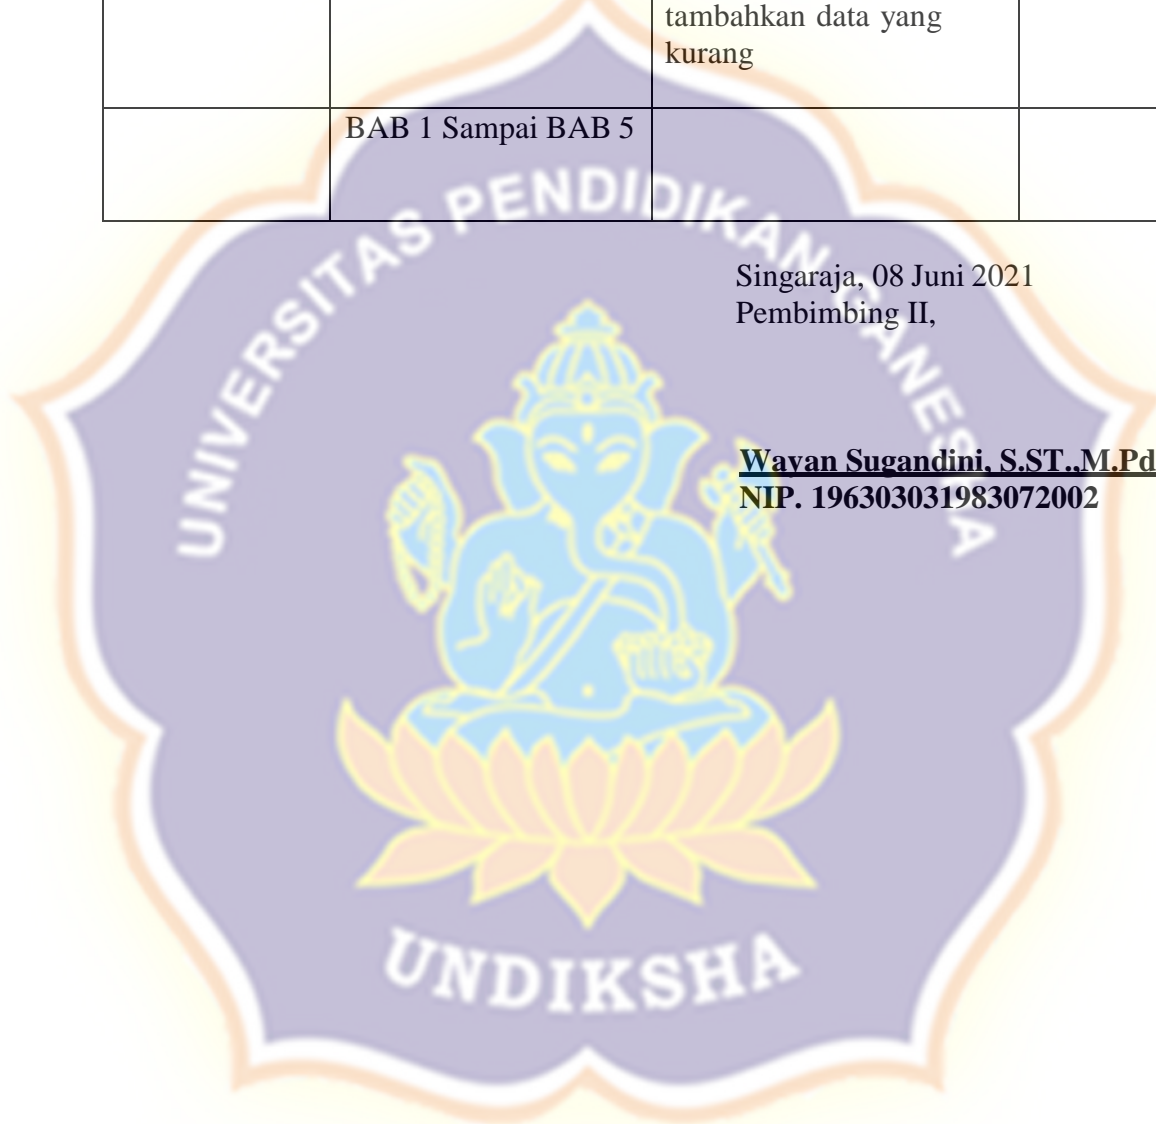 tambahkan data yang
kurang
BAB 1 Sampai BAB 5
UNIVERSITAS PENDIDIKAN GANESHA
Singaraja, 08 Juni 2021
Pembimbing II,
Wayan Sugandini, S.ST.,M.Pd
NIP. 196303031983072002
UNDIKSHA